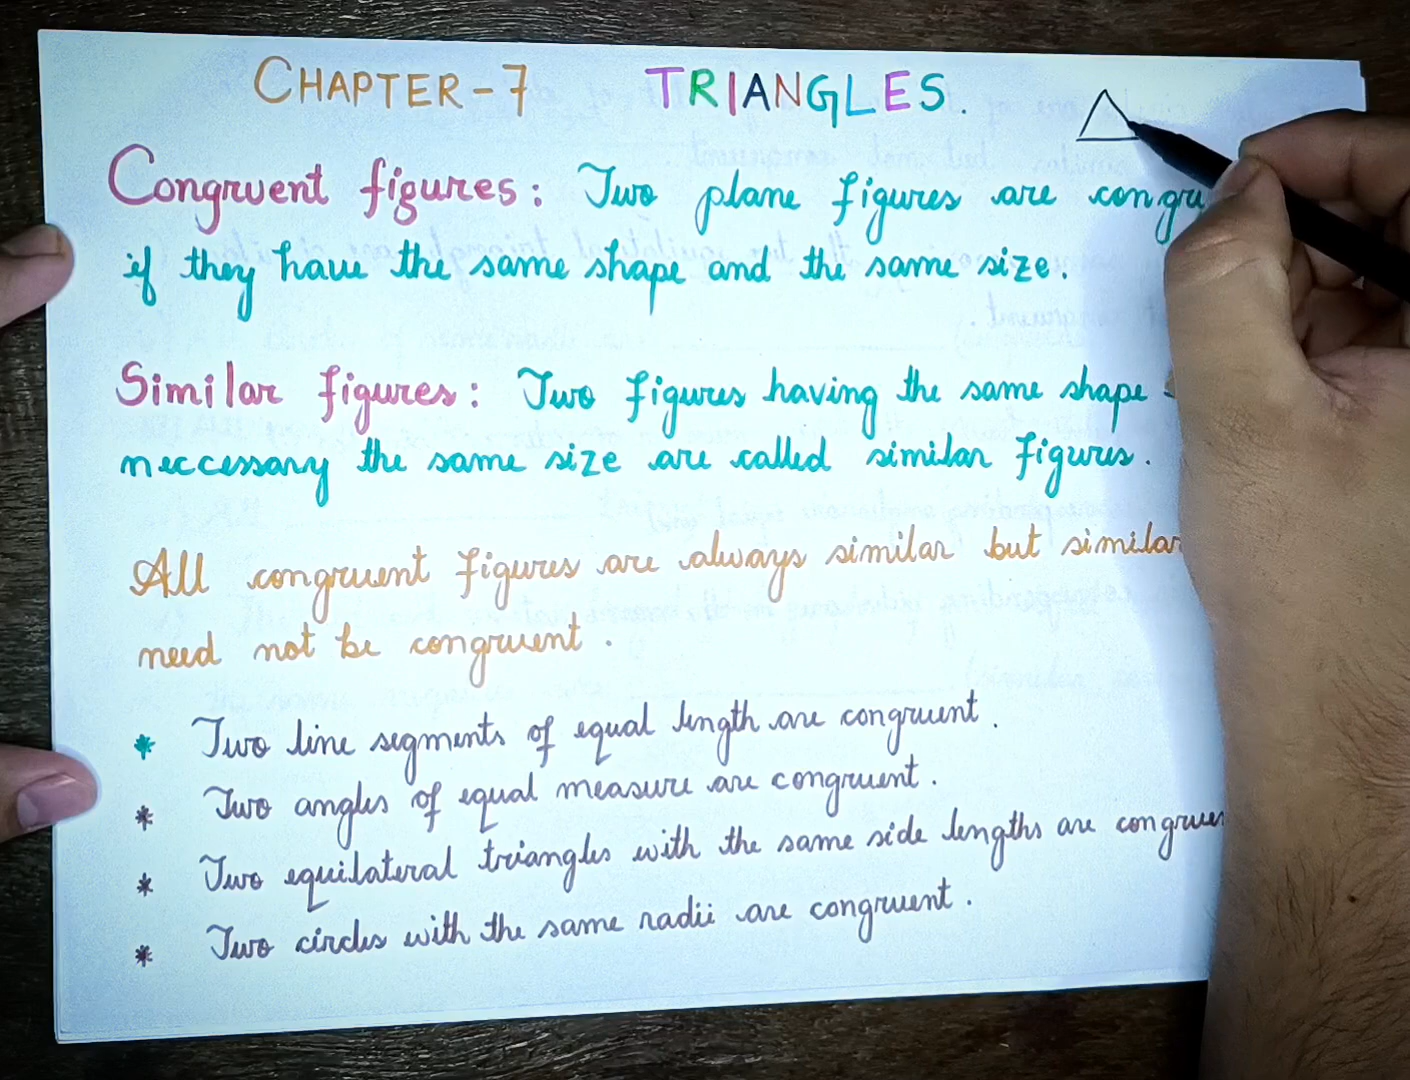 CHAPTER-7 TRIANGLES.
Congruent figures: Two plane figures are congru
if they have the same shape and the same size.
Similar figures: Two figures having the same shape
neccessary the same size are called similar figures.
All congruent figures are always similar but similar
need not be congruent.
* Two line segments of equal length are congruent.
* Two angles of equal measure are congruent.
* Two equilateral triangles with the same side lengths are congruen
* Two circles with the same radii are congruent.